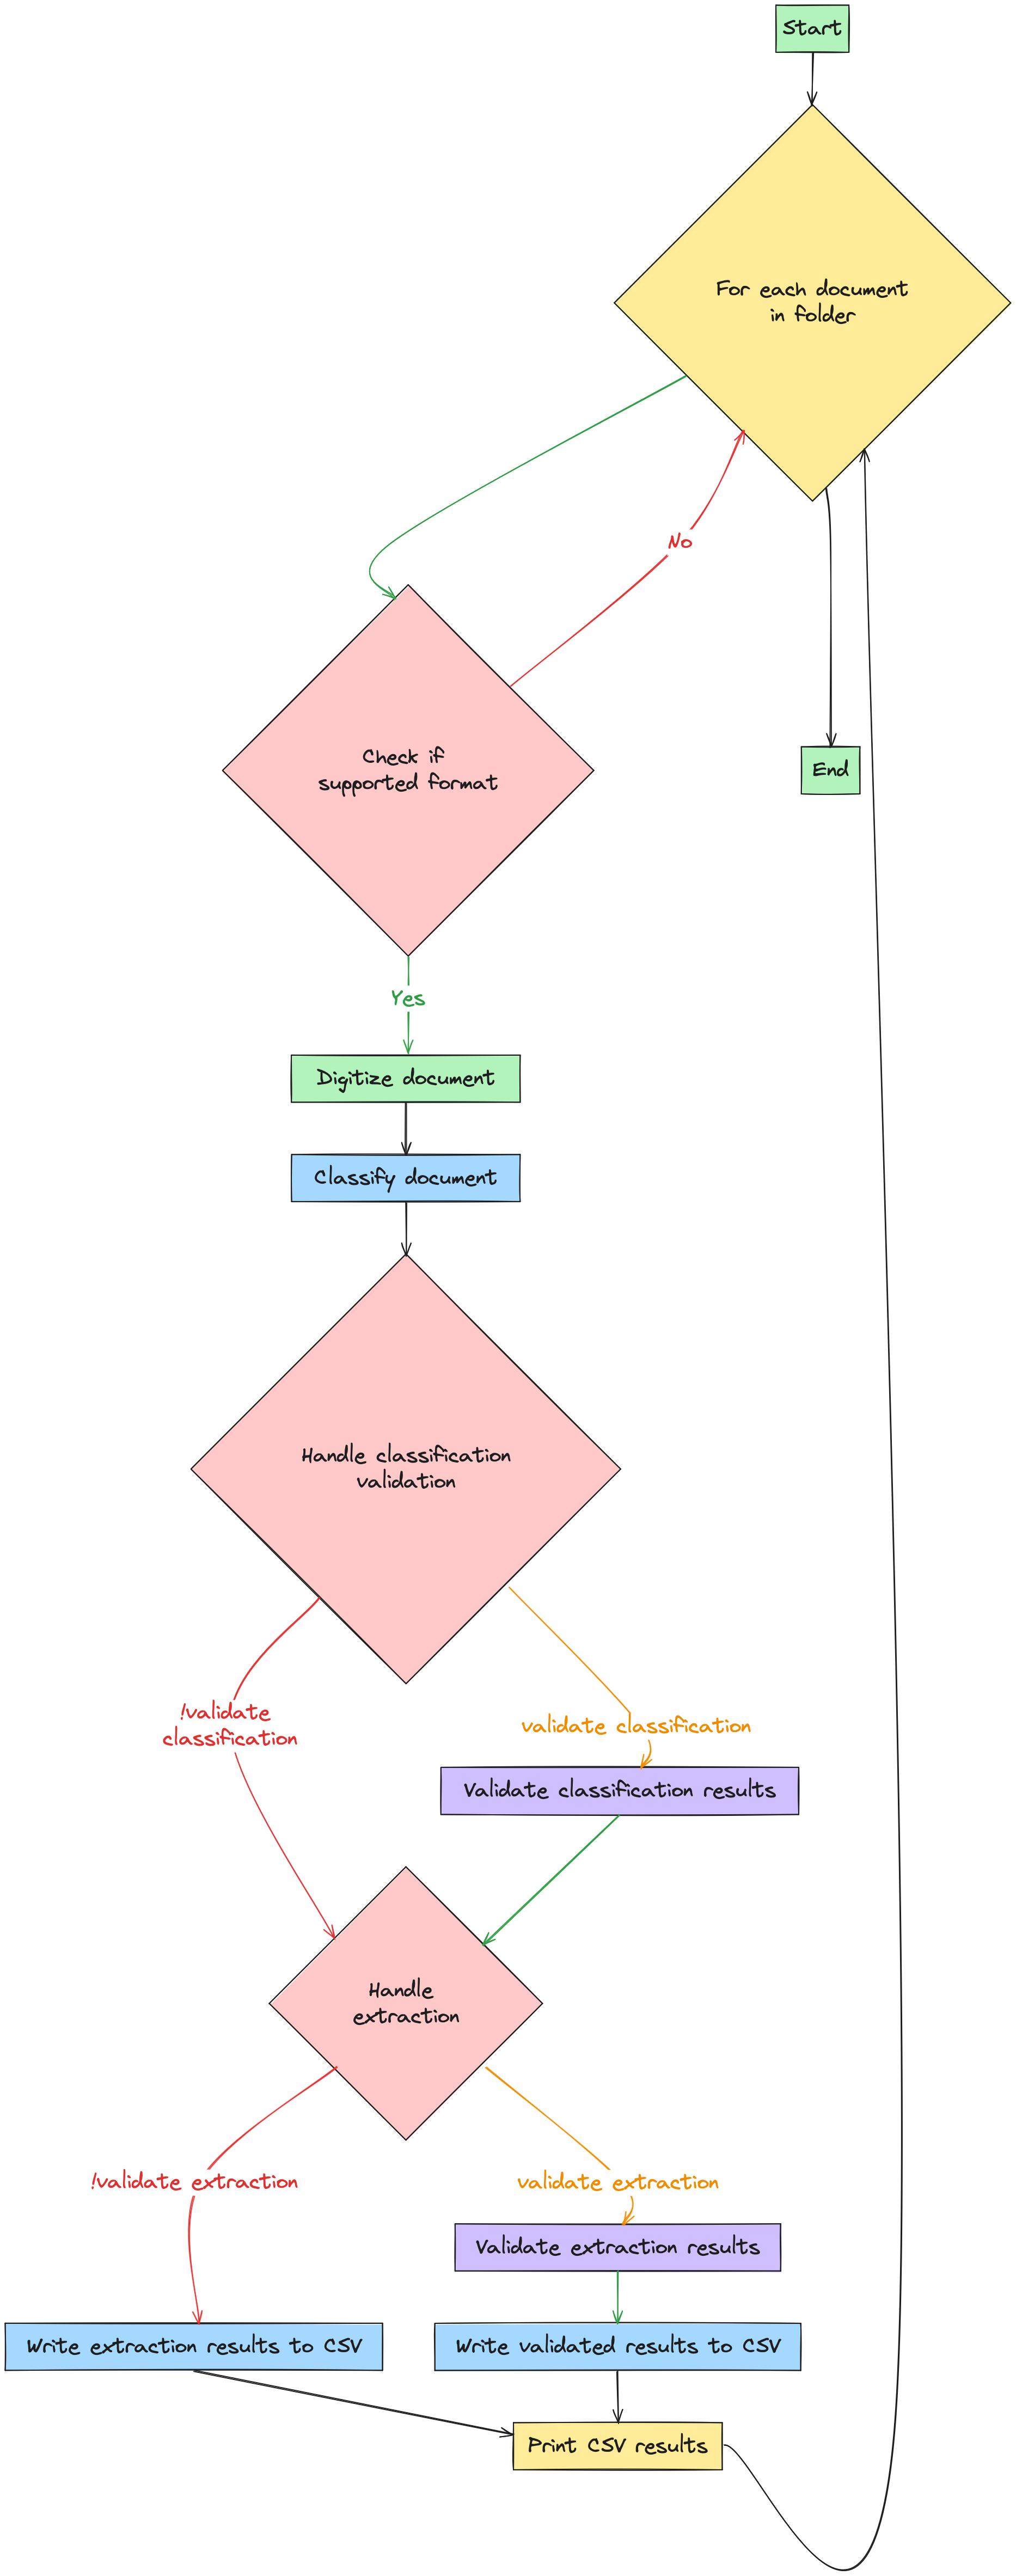 Start
For each document
in folder
No
Check if
supported format
End
Yes
Digitize document
Classify document
Handle classification
validation
!validate
classification
validate classification
Validate classification results
Handle
extraction
!validate extraction
validate extraction
Validate extraction results
Write extraction results to CSV
Write validated results to CSV
Print CSV results